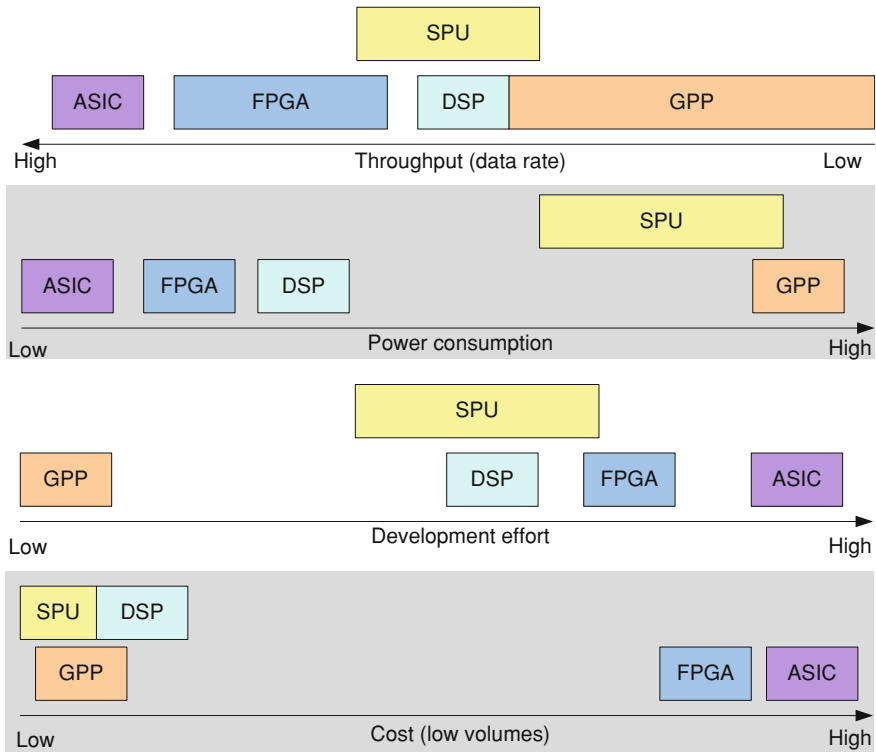 SPU
ASIC FPGA DSP GPP
High Throughput (data rate) Low
SPU
ASIC FPGA DSP GPP
Low Power consumption High
SPU
GPP DSP FPGA ASIC
Low Development effort High
SPU DSP
GPP FPGA ASIC
Low Cost (low volumes) High